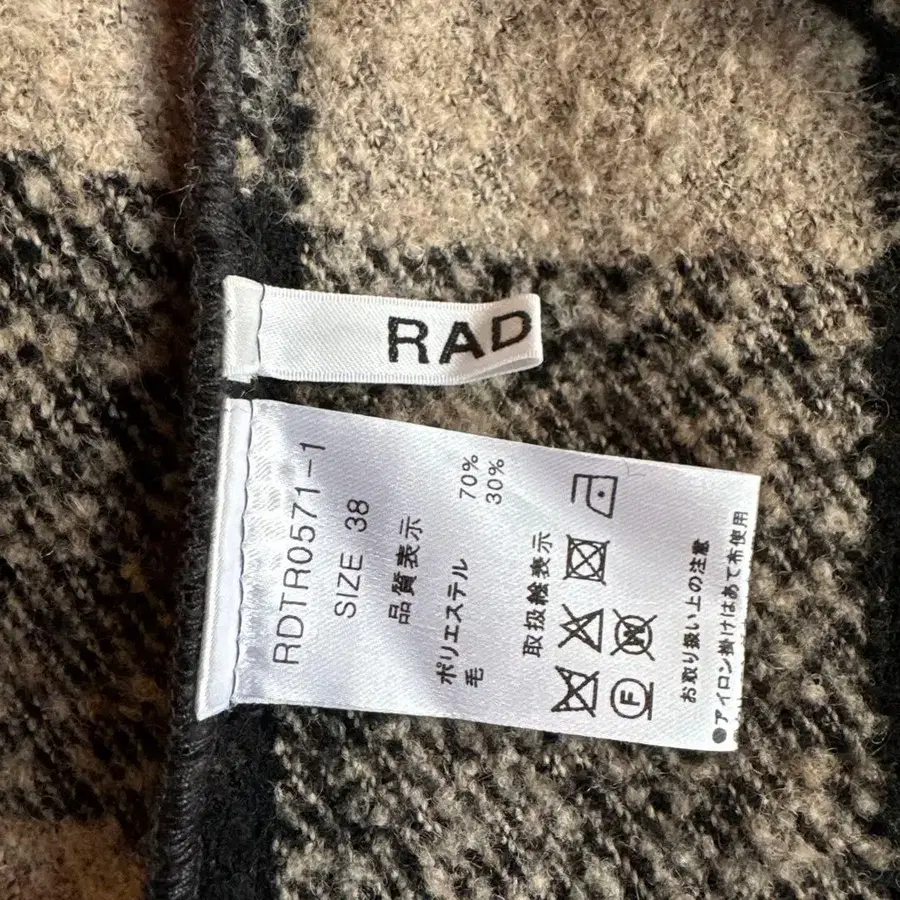 RAD
RDTR0571-1
SIZE 38
品質表示
ポリエステル 70%
毛 30%
取扱絵表示
F W
お取り扱い上の注意
●アイロン掛けはあて布使用